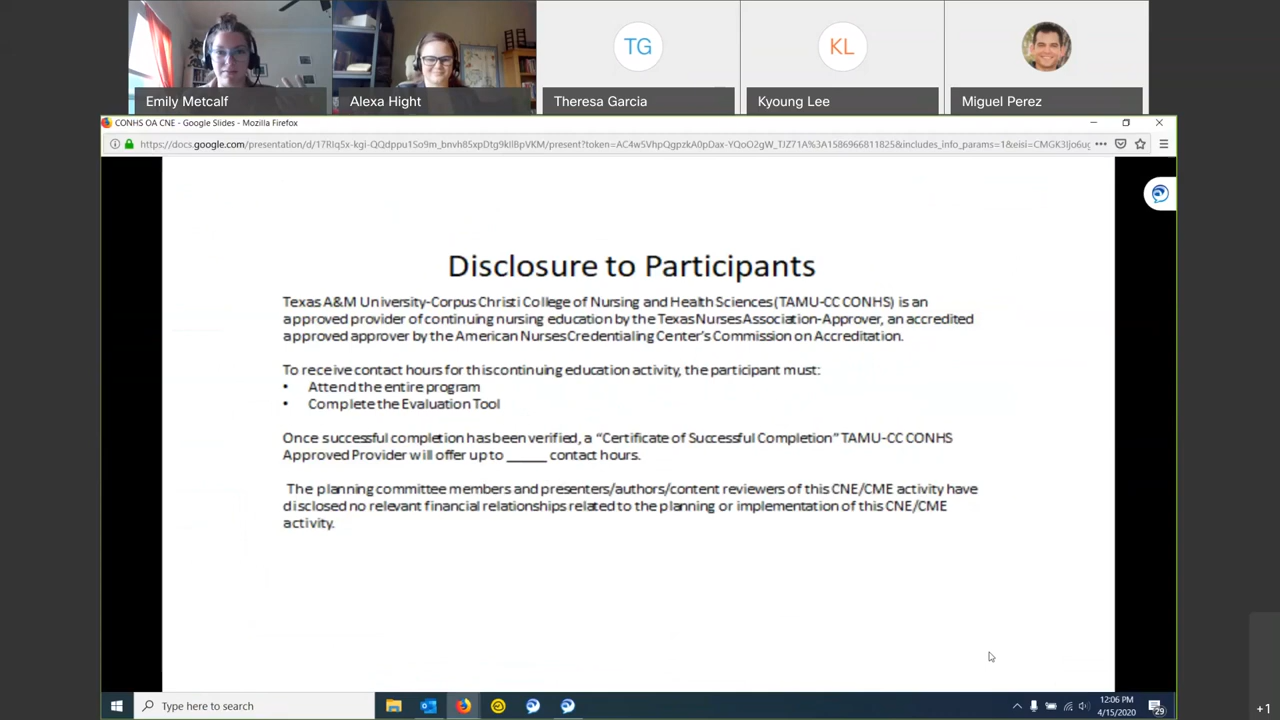 TG
KL
Emily Metcalf
Alexa Hight
Theresa Garcia
Kyoung Lee
Miguel Perez
CONHS OA CNE - Google Slides - Mozilla Firefox
Disclosure to Participants
Texas A&M University-Corpus Christi College of Nursing and Health Sciences (TAMU-CC CONHS) is an
approved provider of continuing nursing education by the Texas Nurses Association-Approver, an accredited
approved approver by the American Nurses Credentialing Center's Commission on Accreditation.
To receive contact hours for this continuing education activity, the participant must:
• Attend the entire program
• Complete the Evaluation Tool
Once successful completion has been verified, a “Certificate of Successful Completion” TAMU-CC CONHS
Approved Provider will offer up to ______ contact hours.
The planning committee members and presenters/authors/content reviewers of this CNE/CME activity have
disclosed no relevant financial relationships related to the planning or implementation of this CNE/CME
activity.
Type here to search
12:06 PM
4/15/2020
29
+1